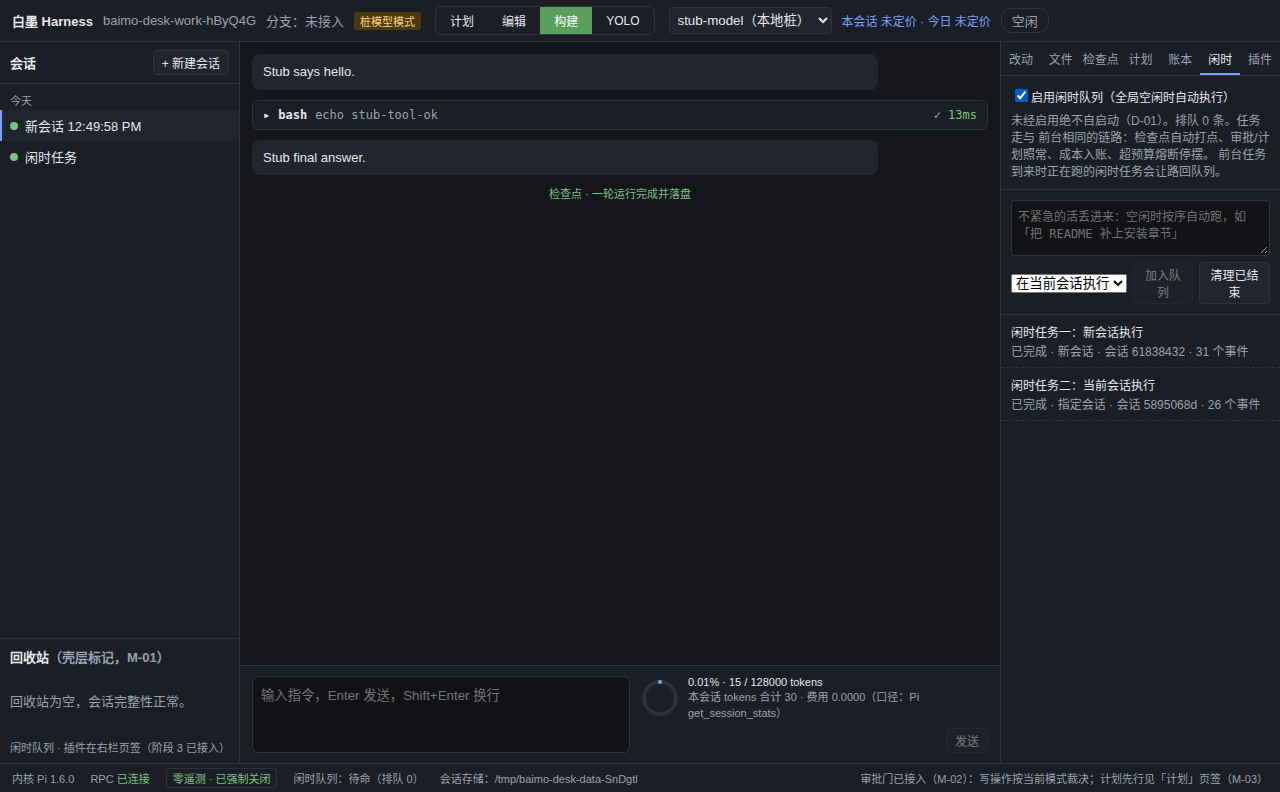 白墨 Harness baimo-desk-work-hByQ4G 分支：未接入 桩模型模式 计划 编辑 构建 YOLO stub-model（本地桩） 本会话 未定价 · 今日 未定价 空闲
会话 + 新建会话
今天
新会话 12:49:58 PM
闲时任务
回收站（壳层标记，M-01）
回收站为空，会话完整性正常。
闲时队列 · 插件在右栏页签（阶段 3 已接入）
Stub says hello.
▸ bash echo stub-tool-ok ✓ 13ms
Stub final answer.
检查点 · 一轮运行完成并落盘
输入指令，Enter 发送，Shift+Enter 换行
0.01% · 15 / 128000 tokens
本会话 tokens 合计 30 · 费用 0.0000（口径：Pi
get_session_stats）
发送
改动 文件 检查点 计划 账本 闲时 插件
启用闲时队列（全局空闲时自动执行）
未经启用绝不自启动（D-01）。排队 0 条。任务
走与 前台相同的链路：检查点自动打点、审批/计
划照常、成本入账、超预算熔断停摆。 前台任务
到来时正在跑的闲时任务会让路回队列。
不紧急的活丢进来：空闲时按序自动跑，如
「把 README 补上安装章节」
在当前会话执行 加入队
列
清理已结
束
闲时任务一：新会话执行
已完成 · 新会话 · 会话 61838432 · 31 个事件
闲时任务二：当前会话执行
已完成 · 指定会话 · 会话 5895068d · 26 个事件
内核 Pi 1.6.0 RPC 已连接 零遥测 · 已强制关闭 闲时队列：待命（排队 0） 会话存储：/tmp/baimo-desk-data-SnDgtl 审批门已接入（M-02）：写操作按当前模式裁决；计划先行见「计划」页签（M-03）